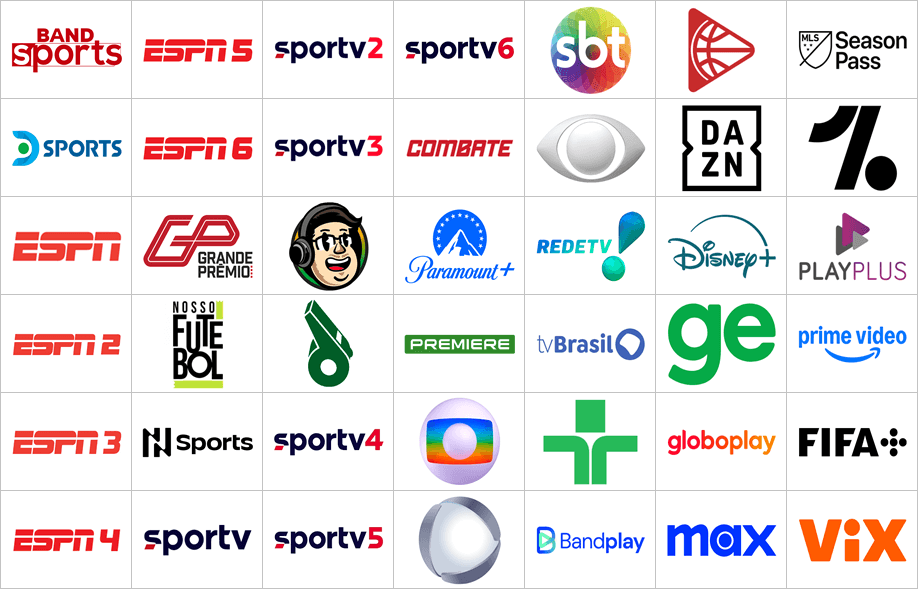 BAND
sports
ESPN 5
sportv2
sportv6
sbt
MLS
Season
Pass
D SPORTS
ESPN 6
sportv3
COMBATE
DA
ZN
ESPN
GP
GRANDE
PRÊMIO
Paramount+
REDETV!
Disney+
PLAYPLUS
ESPN 2
NOSSO
FUTE
BOL
PREMIERE
tvBrasil
ge
prime video
ESPN 3
N Sports
sportv4
globoplay
FIFA+
ESPN 4
sportv
sportv5
Bandplay
max
ViX